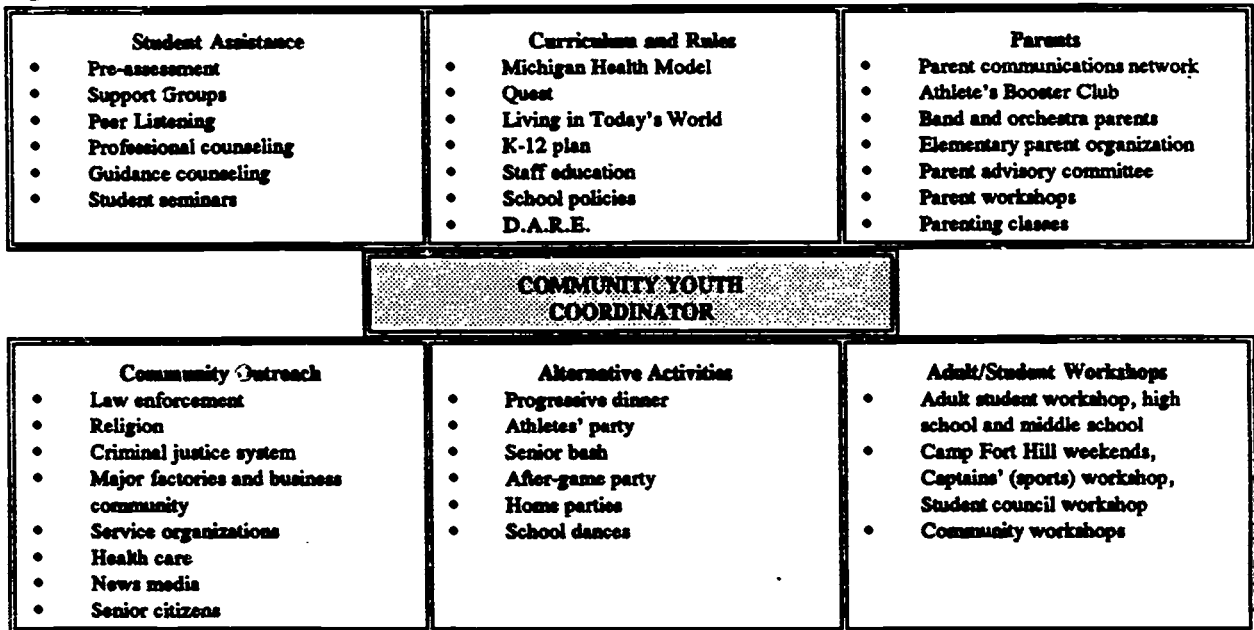 Student Assistance
• Pre-assessment
• Support Groups
• Peer Listening
• Professional counseling
• Guidance counseling
• Student seminars
Curriculum and Rules
• Michigan Health Model
• Quest
• Living in Today's World
• K-12 plan
• Staff education
• School policies
• D.A.R.E.
Parents
• Parent communications network
• Athlete's Booster Club
• Band and orchestra parents
• Elementary parent organization
• Parent advisory committee
• Parent workshops
• Parenting classes
COMMUNITY YOUTH
COORDINATOR
Community Outreach
• Law enforcement
• Religion
• Criminal justice system
• Major factories and business
community
• Service organizations
• Health care
• News media
• Senior citizens
Alternative Activities
• Progressive dinner
• Athletes' party
• Senior bash
• After-game party
• Home parties
• School dances
Adult/Student Workshops
• Adult student workshop, high
school and middle school
• Camp Fort Hill weekends,
Captains' (sports) workshop,
Student council workshop
• Community workshops